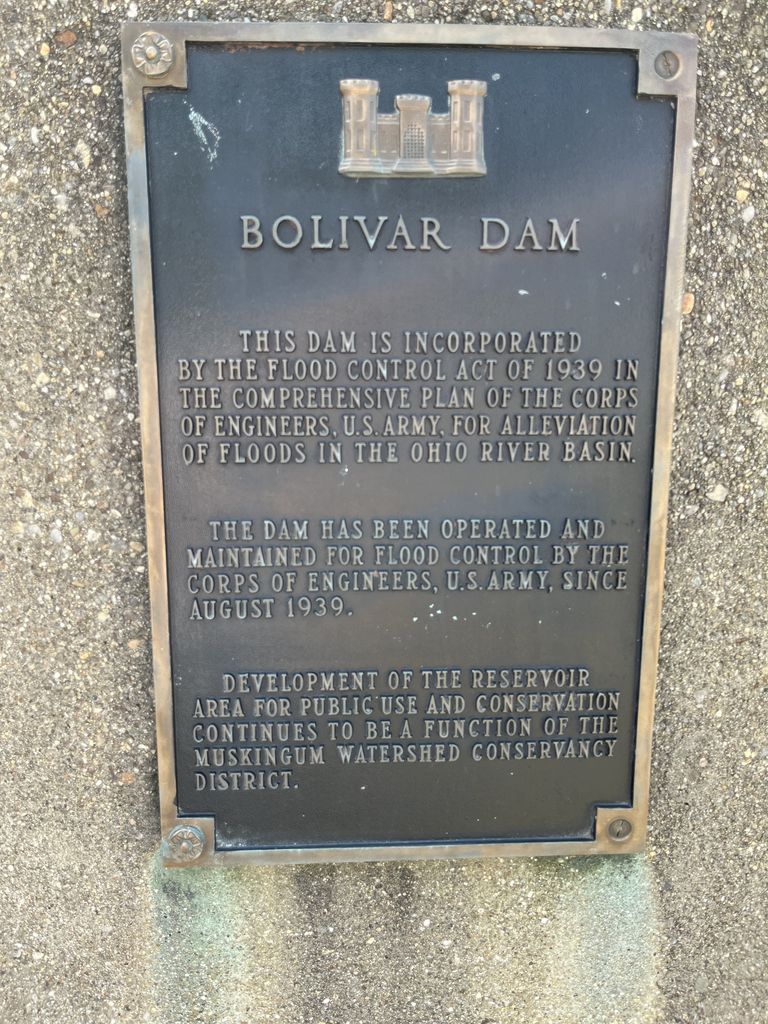 BOLIVAR DAM
THIS DAM IS INCORPORATED
BY THE FLOOD CONTROL ACT OF 1939 IN
THE COMPREHENSIVE PLAN OF THE CORPS
OF ENGINEERS, U.S. ARMY, FOR ALLEVIATION
OF FLOODS IN THE OHIO RIVER BASIN.
THE DAM HAS BEEN OPERATED AND
MAINTAINED FOR FLOOD CONTROL BY THE
CORPS OF ENGINEERS, U.S. ARMY, SINCE
AUGUST 1939.
DEVELOPMENT OF THE RESERVOIR
AREA FOR PUBLIC USE AND CONSERVATION
CONTINUES TO BE A FUNCTION OF THE
MUSKINGUM WATERSHED CONSERVANCY
DISTRICT.